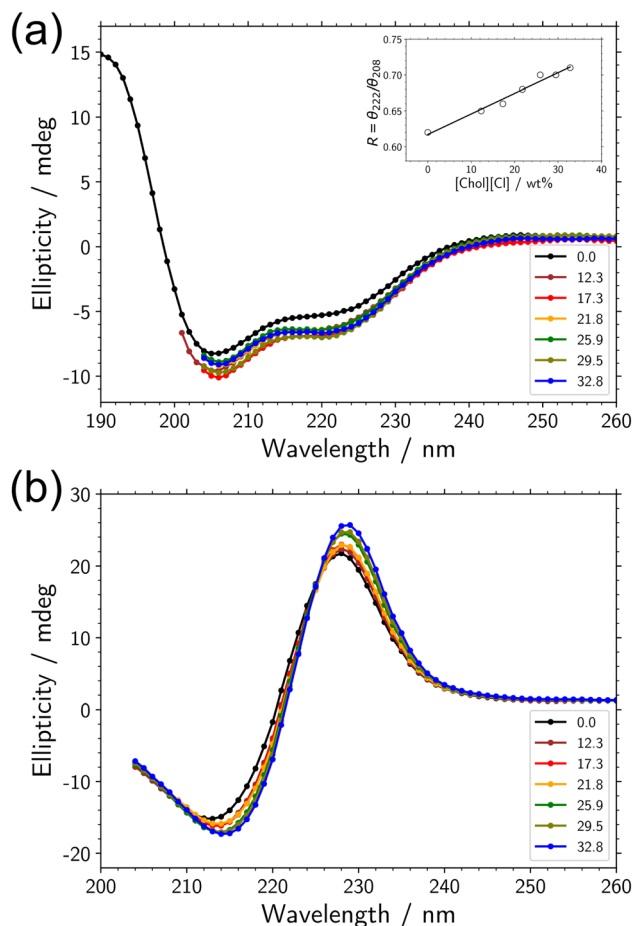 (a)
Ellipticity / mdeg
15
10
5
0
-5
-10
190 200 210 220 230 240 250 260
Wavelength / nm
R = θ222/θ208
0.75
0.70
0.65
0.60
0 10 20 30 40
[Chol][Cl] / wt%
0.0
12.3
17.3
21.8
25.9
29.5
32.8
(b)
Ellipticity / mdeg
30
20
10
0
-10
-20
200 210 220 230 240 250 260
Wavelength / nm
0.0
12.3
17.3
21.8
25.9
29.5
32.8